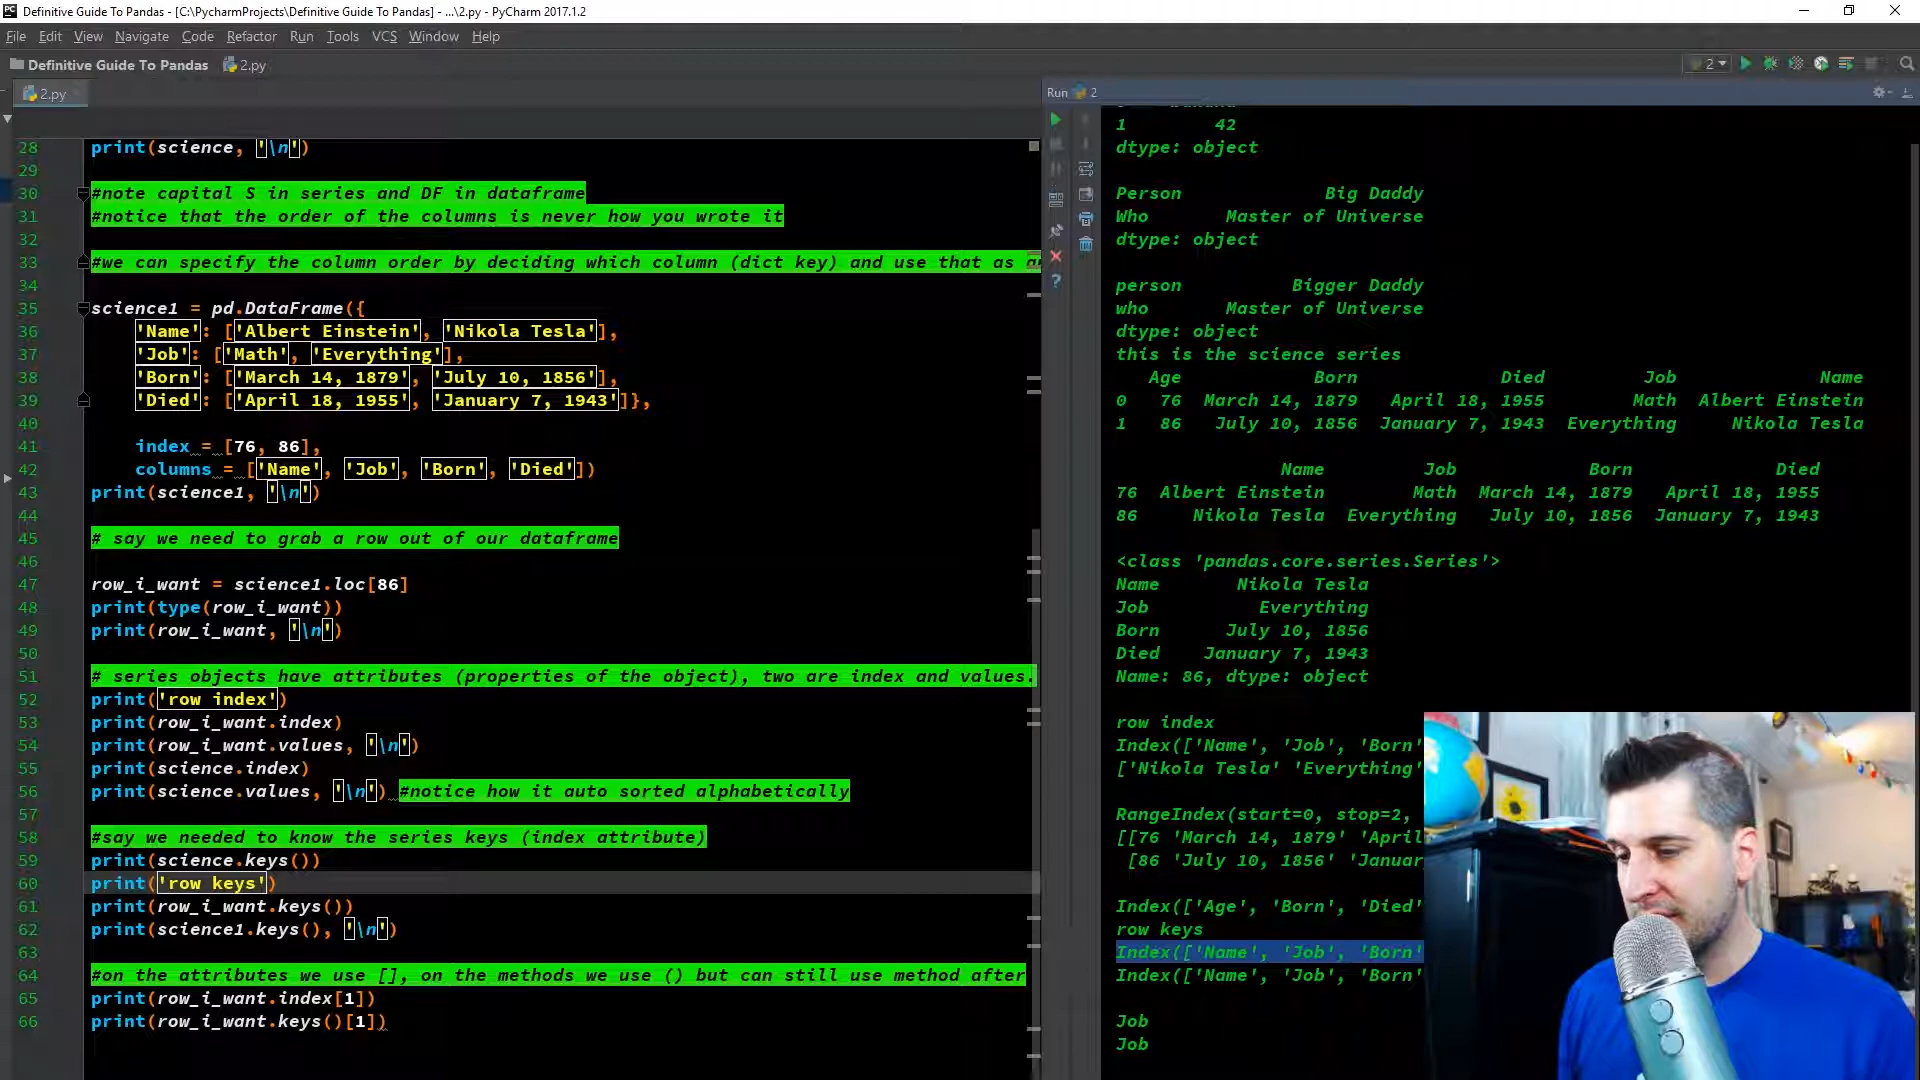 Definitive Guide To Pandas - [C:\PycharmProjects\Definitive Guide To Pandas] - ...\2.py - PyCharm 2017.1.2
File Edit View Navigate Code Refactor Run Tools VCS Window Help
Definitive Guide To Pandas 2.py
2
2.py
28 print(science, '\n')
29
30 #note capital S in series and DF in dataframe
31 #notice that the order of the columns is never how you wrote it
32
33 #we can specify the column order by deciding which column (dict key) and use that as
34
35 science1 = pd.DataFrame({
36 'Name': ['Albert Einstein', 'Nikola Tesla'],
37 'Job': ['Math', 'Everything'],
38 'Born': ['March 14, 1879', 'July 10, 1856'],
39 'Died': ['April 18, 1955', 'January 7, 1943']},
40
41 index = [76, 86],
42 columns = ['Name', 'Job', 'Born', 'Died'])
43 print(science1, '\n')
44
45 # say we need to grab a row out of our dataframe
46
47 row_i_want = science1.loc[86]
48 print(type(row_i_want))
49 print(row_i_want, '\n')
50
51 # series objects have attributes (properties of the object), two are index and values.
52 print('row index')
53 print(row_i_want.index)
54 print(row_i_want.values, '\n')
55 print(science.index)
56 print(science.values, '\n') #notice how it auto sorted alphabetically
57
58 #say we needed to know the series keys (index attribute)
59 print(science.keys())
60 print('row keys')
61 print(row_i_want.keys())
62 print(science1.keys(), '\n')
63
64 #on the attributes we use [], on the methods we use () but can still use method after
65 print(row_i_want.index[1])
66 print(row_i_want.keys()[1])
Run 2
1 42
dtype: object
Person Big Daddy
Who Master of Universe
dtype: object
person Bigger Daddy
who Master of Universe
dtype: object
this is the science series
Age Born Died Job Name
0 76 March 14, 1879 April 18, 1955 Math Albert Einstein
1 86 July 10, 1856 January 7, 1943 Everything Nikola Tesla
Name Job Born Died
76 Albert Einstein Math March 14, 1879 April 18, 1955
86 Nikola Tesla Everything July 10, 1856 January 7, 1943
<class 'pandas.core.series.Series'>
Name Nikola Tesla
Job Everything
Born July 10, 1856
Died January 7, 1943
Name: 86, dtype: object
row index
Index(['Name', 'Job', 'Born'
['Nikola Tesla' 'Everything'
RangeIndex(start=0, stop=2,
[[76 'March 14, 1879' 'April
[86 'July 10, 1856' 'Januar
Index(['Age', 'Born', 'Died'
row keys
Index(['Name', 'Job', 'Born'
Index(['Name', 'Job', 'Born'
Job
Job